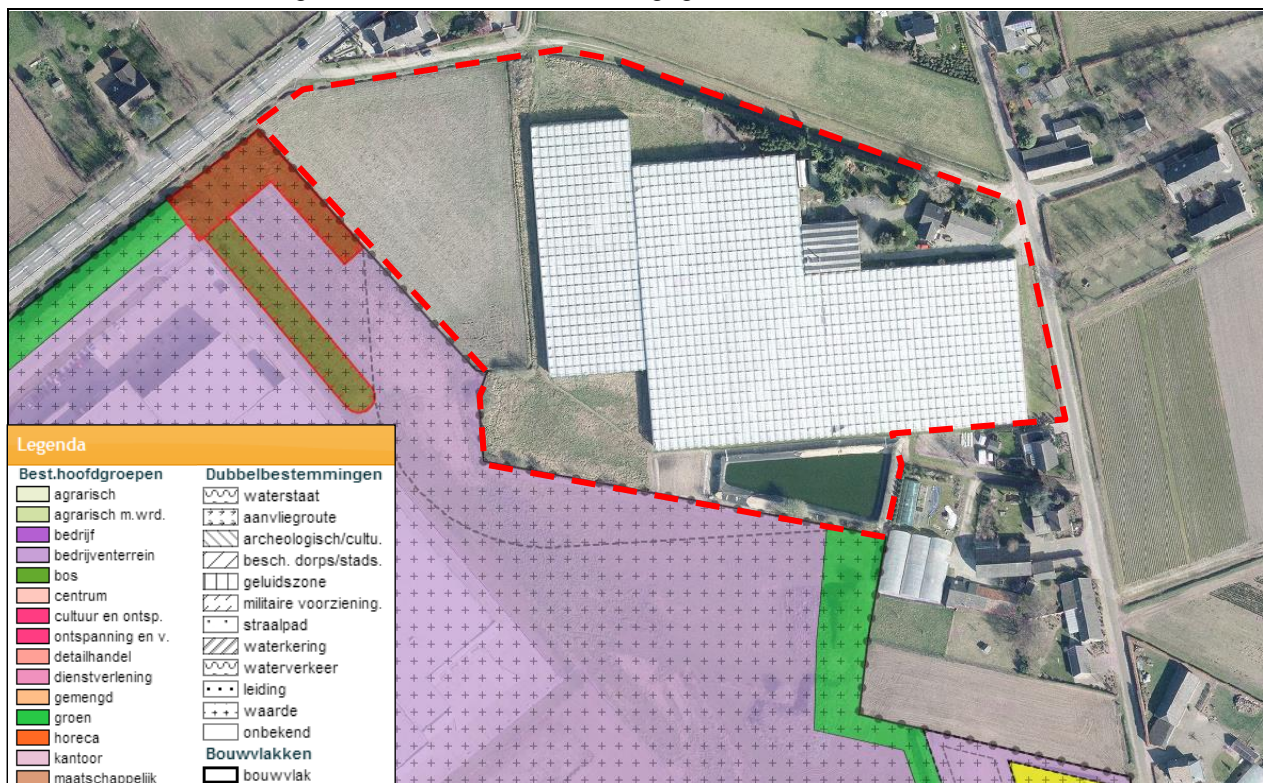 Legenda
Best.hoofdgroepen
agrarisch
agrarisch m.wrd.
bedrijf
bedrijventerrein
bos
centrum
cultuur en ontsp.
ontspanning en v.
detailhandel
dienstverlening
gemengd
groen
horeca
kantoor
maatschappelijk
Dubbelbestemmingen
waterstaat
aanvliegroute
archeologisch/cultu.
besch. dorps/stads.
geluidszone
militaire voorziening.
straalpad
waterkering
waterverkeer
leiding
waarde
onbekend
Bouwvlakken
bouwvlak